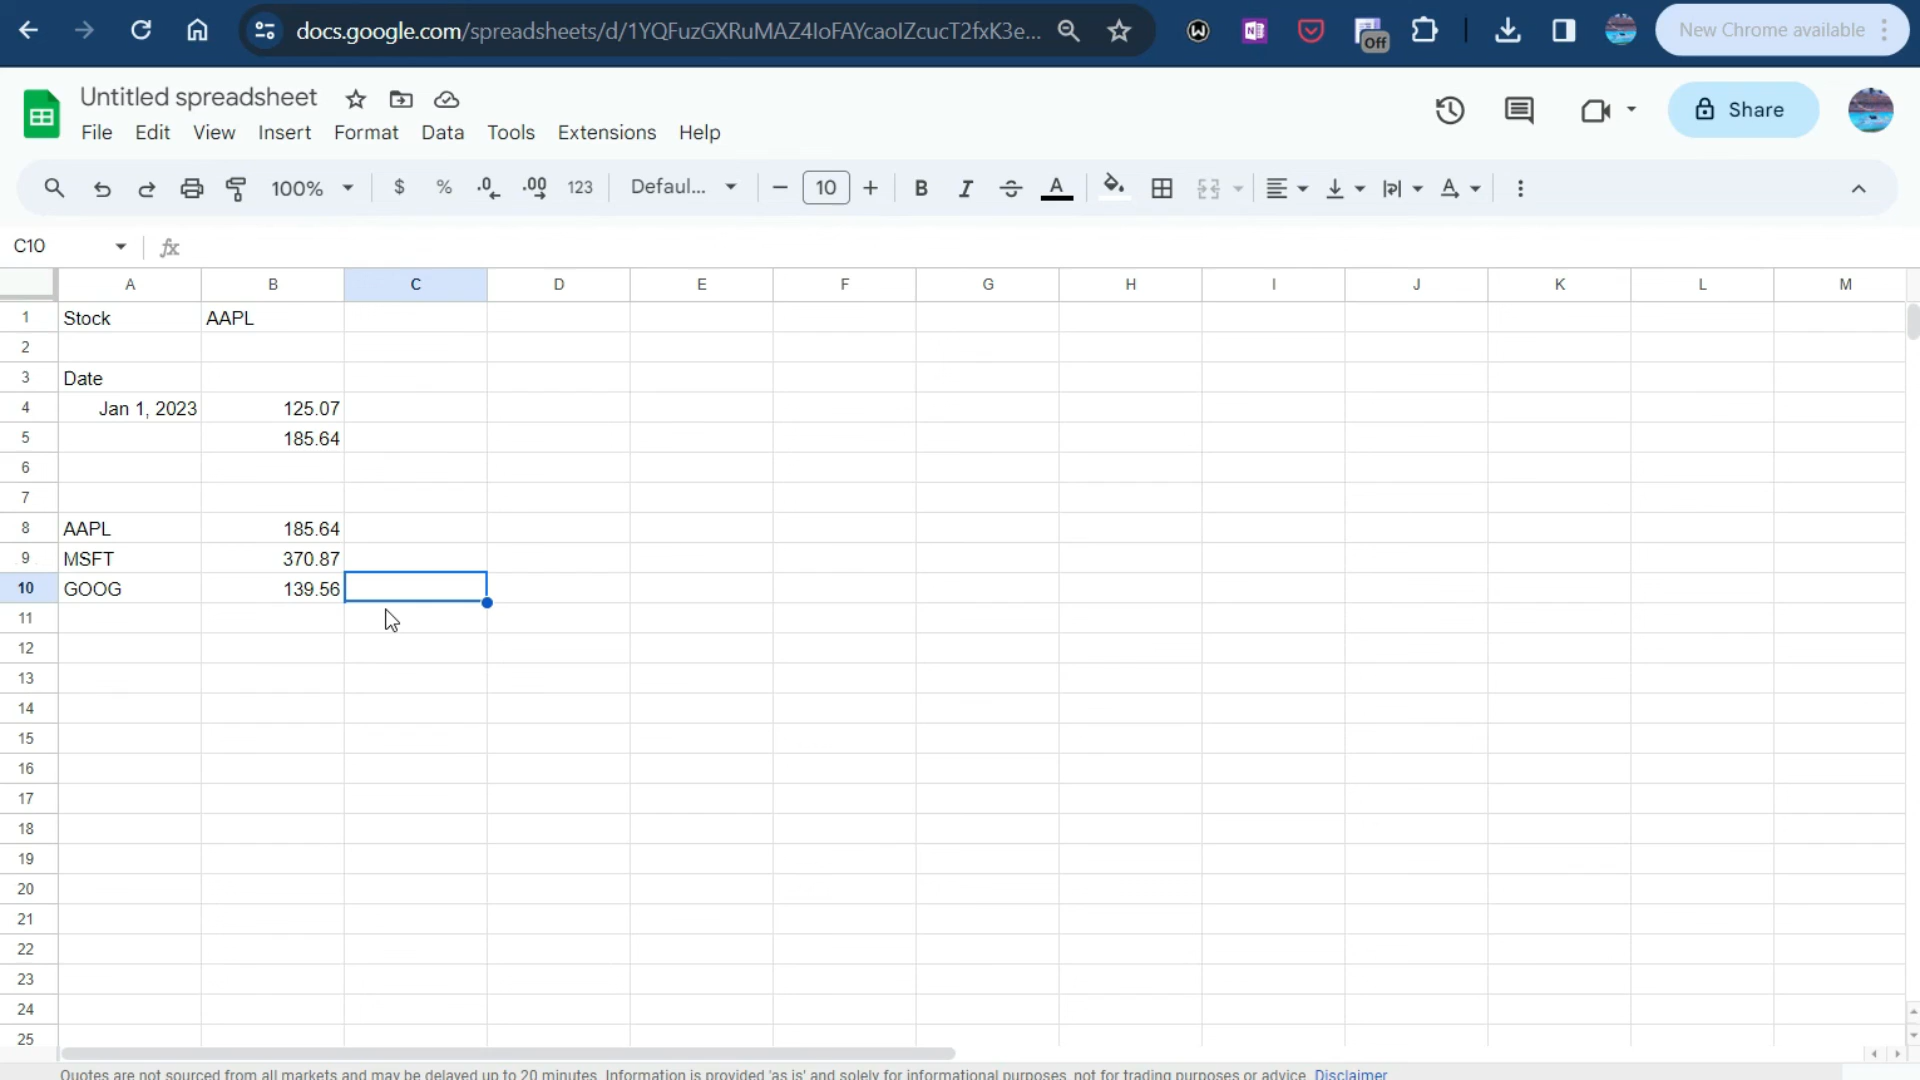 docs.google.com/spreadsheets/d/1YQFuzGXRuMAZ4IoFAYcaoIZcucT2fxK3e...
Off
New Chrome available
Untitled spreadsheet
File Edit View Insert Format Data Tools Extensions Help
Share
100% $ % .0 .00 123 Defaul... 10 B I A
C10 fx
A B C D E F G H I J K L M
1 Stock AAPL
2
3 Date
4 Jan 1, 2023 125.07
5 185.64
6
7
8 AAPL 185.64
9 MSFT 370.87
10 GOOG 139.56
11
12
13
14
15
16
17
18
19
20
21
22
23
24
25
Quotes are not sourced from all markets and may be delayed up to 20 minutes. Information is provided 'as is' and solely for informational purposes, not for trading purposes or advice. Disclaimer